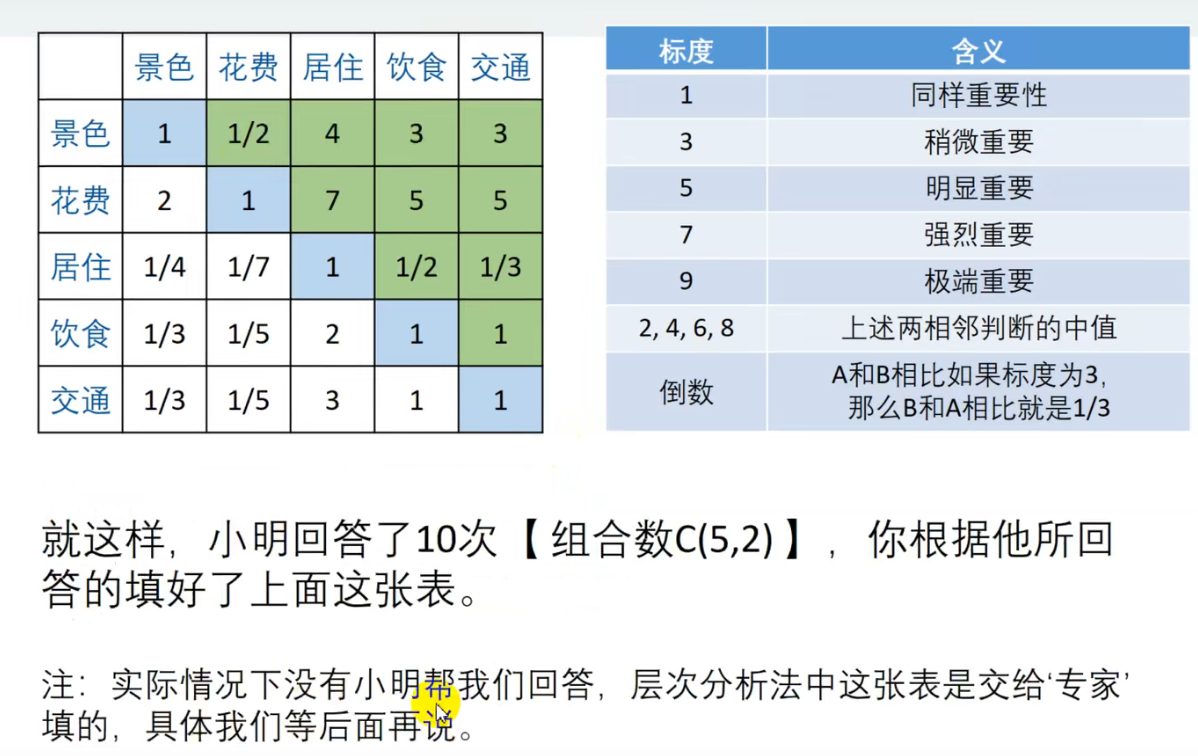 景色 花费 居住 饮食 交通
景色 1 1/2 4 3 3
花费 2 1 7 5 5
居住 1/4 1/7 1 1/2 1/3
饮食 1/3 1/5 2 1 1
交通 1/3 1/5 3 1 1
标度 含义
1 同样重要性
3 稍微重要
5 明显重要
7 强烈重要
9 极端重要
2, 4, 6, 8 上述两相邻判断的中值
倒数 A和B相比如果标度为3，
那么B和A相比就是1/3
就这样，小明回答了10次【 组合数C(5,2) 】，你根据他所回
答的填好了上面这张表。
注：实际情况下没有小明帮我们回答，层次分析法中这张表是交给‘专家’
填的，具体我们等后面再说。